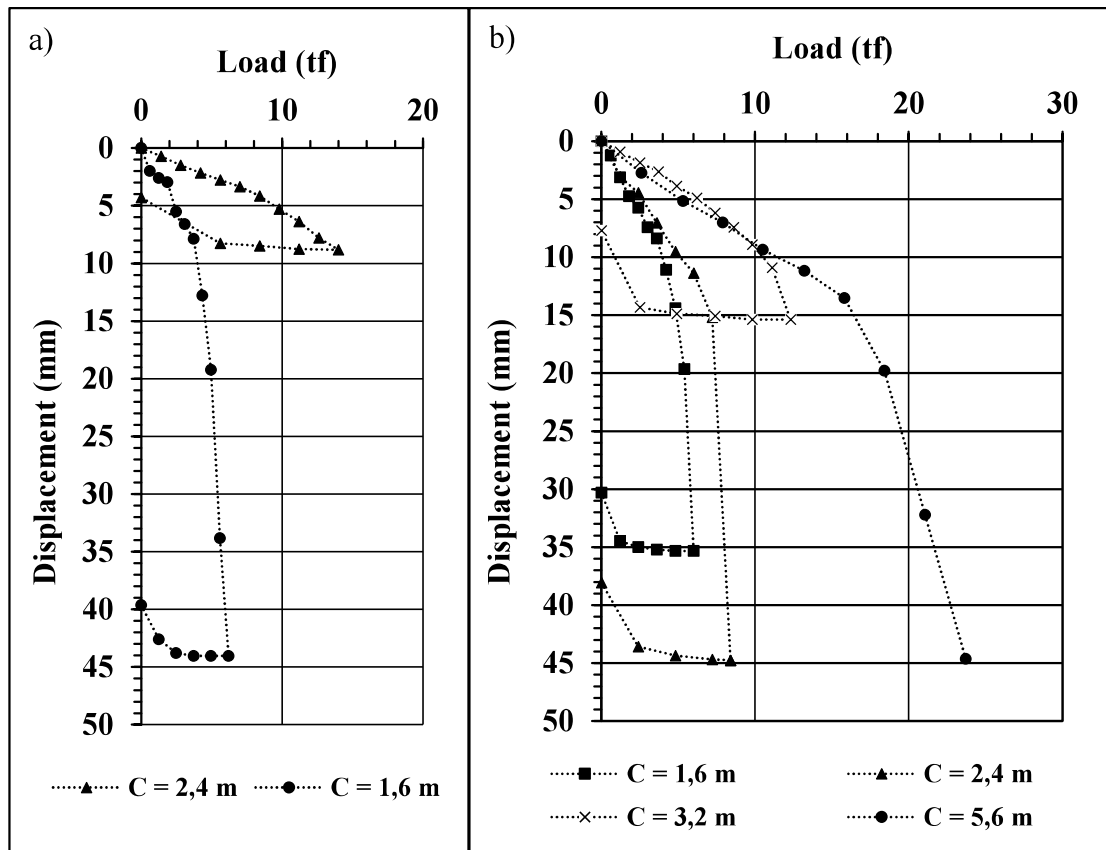 a)
Load (tf)
0 10 20
0
5
10
15
20
25
30
35
40
45
50
Displacement (mm)
C = 2,4 m C = 1,6 m
b)
Load (tf)
0 10 20 30
0
5
10
15
20
25
30
35
40
45
50
Displacement (mm)
C = 1,6 m C = 2,4 m
C = 3,2 m C = 5,6 m